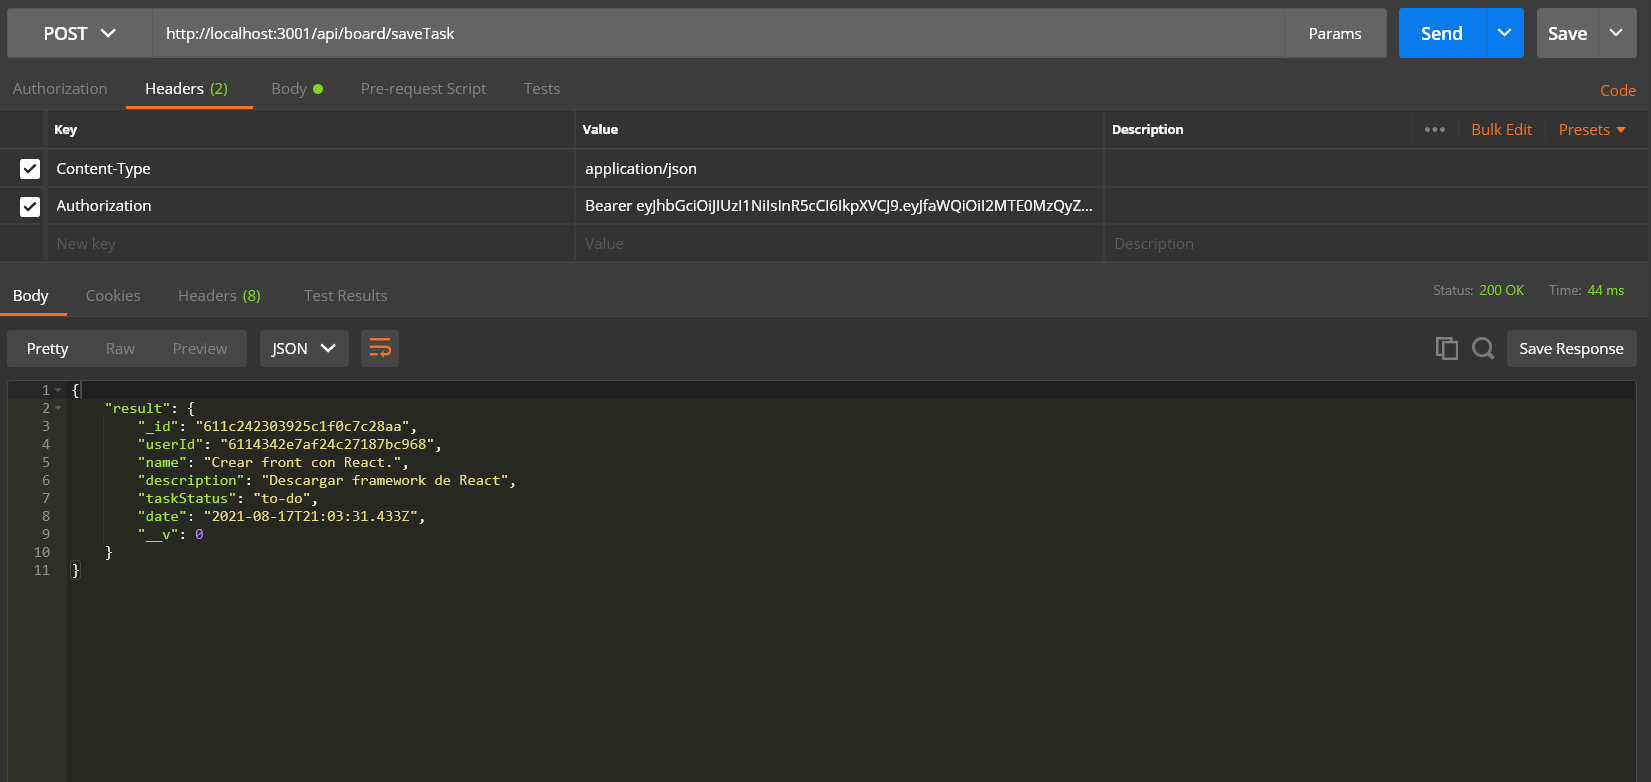 POST http://localhost:3001/api/board/saveTask Params Send Save
Authorization Headers (2) Body Pre-request Script Tests Code
Key Value Description ••• Bulk Edit Presets
Content-Type application/json
Authorization Bearer eyJhbGciOiJIUzI1NiIsInR5cCI6IkpXVCJ9.eyJfaWQiOiI2MTE0MzQyZ...
New key Value Description
Body Cookies Headers (8) Test Results Status: 200 OK Time: 44 ms
Pretty Raw Preview JSON Save Response
1 {
2 "result": {
3 "_id": "611c242303925c1f0c7c28aa",
4 "userId": "6114342e7af24c27187bc968",
5 "name": "Crear front con React.",
6 "description": "Descargar framework de React",
7 "taskStatus": "to-do",
8 "date": "2021-08-17T21:03:31.433Z",
9 "__v": 0
10 }
11 }